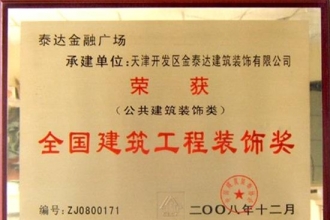 泰达金融广场
承建单位:天津开发区金泰达建筑装饰有限公司
荣获
(公共建筑装饰类)
全国建筑工程装饰奖
编号:ZJ0800171
二〇〇八年十二月